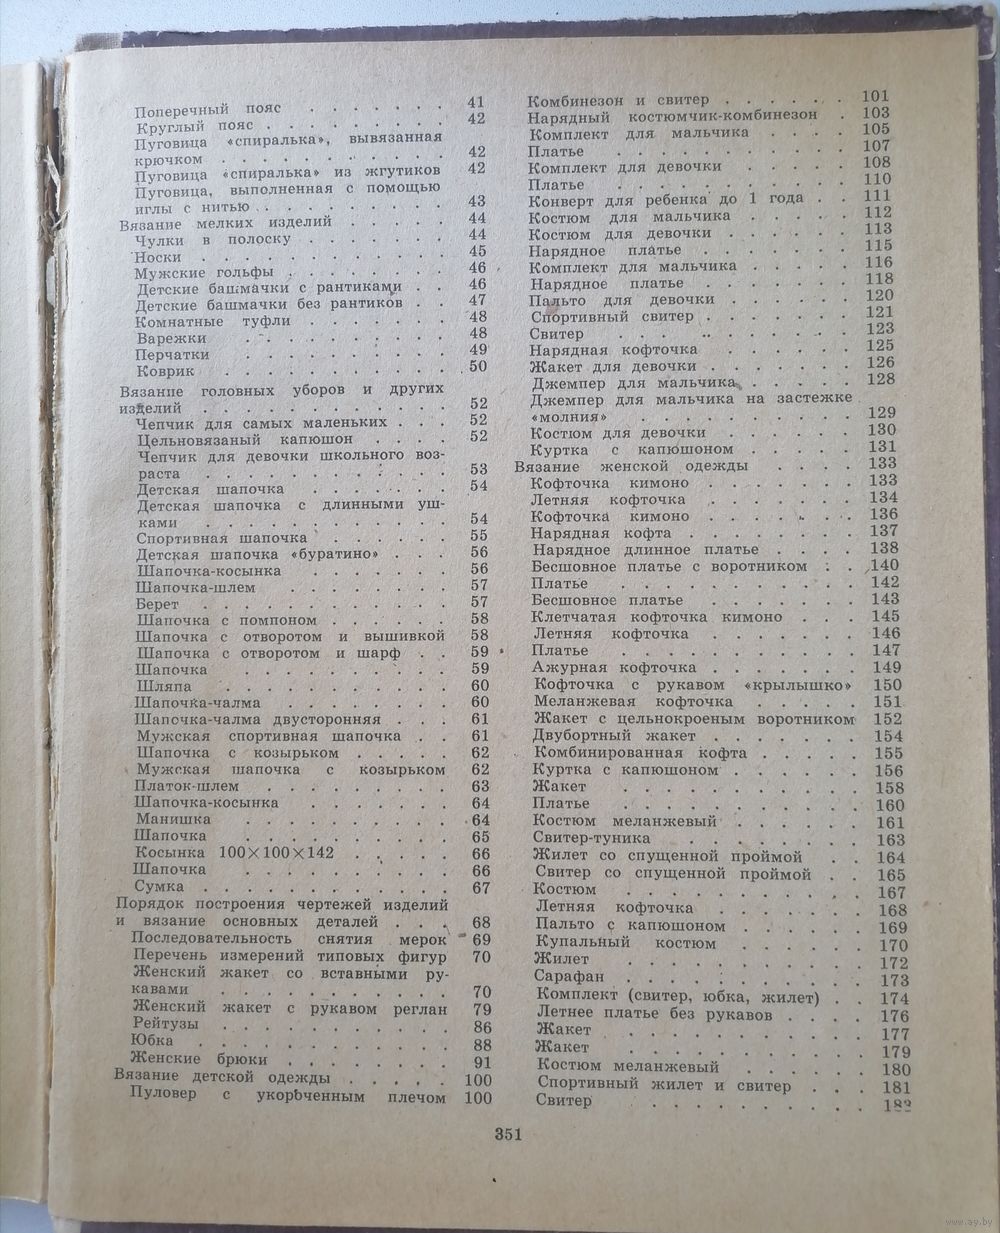 Поперечный пояс . . . . . . . 41
Круглый пояс . . . . . . . . . 42
Пуговица «спиралька», вывязанная
крючком . . . . . . . . . . . 42
Пуговица «спиралька» из жгутиков 42
Пуговица, выполненная с помощью
иглы с нитью . . . . . . . . . 43
Вязание мелких изделий . . . . . 44
Чулки в полоску . . . . . . . 44
Носки . . . . . . . . . . . . 45
Мужские гольфы . . . . . . . . 46
Детские башмачки с рантиками . . 46
Детские башмачки без рантиков . . 47
Комнатные туфли . . . . . . . 48
Варежки . . . . . . . . . . 48
Перчатки . . . . . . . . . . 49
Коврик . . . . . . . . . . . 50
Вязание головных уборов и других
изделий . . . . . . . . . . . . 52
Чепчик для самых маленьких . . . 52
Цельновязаный капюшон . . . . 52
Чепчик для девочки школьного воз-
раста . . . . . . . . . . . 53
Детская шапочка . . . . . . . 54
Детская шапочка с длинными уш-
ками . . . . . . . . . . . 54
Спортивная шапочка . . . . . . 55
Детская шапочка «буратино» . . . 56
Шапочка-косынка . . . . . . . 56
Шапочка-шлем . . . . . . . . 57
Берет . . . . . . . . . . . . 57
Шапочка с помпоном . . . . . . 58
Шапочка с отворотом и вышивкой 58
Шапочка с отворотом и шарф . . 59
Шапочка . . . . . . . . . . 59
Шляпа . . . . . . . . . . . 60
Шапочка-чалма . . . . . . . . 60
Шапочка-чалма двусторонняя . . . 61
Мужская спортивная шапочка . . 61
Шапочка с козырьком . . . . . 62
Мужская шапочка с козырьком 62
Платок-шлем . . . . . . . . . 63
Шапочка-косынка . . . . . . . 64
Манишка . . . . . . . . . . 64
Шапочка . . . . . . . . . . 65
Косынка 100×100×142 . . . . . 66
Шапочка . . . . . . . . . . 66
Сумка . . . . . . . . . . . . 67
Порядок построения чертежей изделий
и вязание основных деталей . . . . 68
Последовательность снятия мерок 69
Перечень измерений типовых фигур 70
Женский жакет со вставными ру-
кавами . . . . . . . . . . . 70
Женский жакет с рукавом реглан 79
Рейтузы . . . . . . . . . . . 86
Юбка . . . . . . . . . . . . 88
Женские брюки . . . . . . . . 91
Вязание детской одежды . . . . . 100
Пуловер с укорЬченным плечом 100
Комбинезон и свитер . . . . . . 101
Нарядный костюмчик-комбинезон . 103
Комплект для мальчика . . . . 105
Платье . . . . . . . . . . . 107
Комплект для девочки . . . . . 108
Платье . . . . . . . . . . . 110
Конверт для ребенка до 1 года . . 111
Костюм для мальчика . . . . . 112
Костюм для девочки . . . . . . 113
Нарядное платье . . . . . . . 115
Комплект для мальчика . . . . . 116
Нарядное платье . . . . . . . 118
Пальто для девочки . . . . . . 120
Спортивный свитер . . . . . . . 121
Свитер . . . . . . . . . . . 123
Нарядная кофточка . . . . . . 125
Жакет для девочки . . . . . . . 126
Джемпер для мальчика . . . . . 128
Джемпер для мальчика на застежке
«молния» . . . . . . . . . . 129
Костюм для девочки . . . . . . 130
Куртка с капюшоном . . . . . 131
Вязание женской одежды . . . . 133
Кофточка кимоно . . . . . . . 133
Летняя кофточка . . . . . . . 134
Кофточка кимоно . . . . . . . 136
Нарядная кофта . . . . . . . . 137
Нарядное длинное платье . . . . 138
Бесшовное платье с воротником . . 140
Платье . . . . . . . . . . . 142
Бесшовное платье . . . . . . . 143
Клетчатая кофточка кимоно . . . 145
Летняя кофточка . . . . . . . 146
Платье . . . . . . . . . . . 147
Ажурная кофточка . . . . . . . 149
Кофточка с рукавом «крылышко» 150
Меланжевая кофточка . . . . . 151
Жакет с цельнокроеным воротником 152
Двубортный жакет . . . . . . . 154
Комбинированная кофта . . . . . 155
Куртка с капюшоном . . . . . . 156
Жакет . . . . . . . . . . . 158
Платье . . . . . . . . . . . 160
Костюм меланжевый . . . . . . 161
Свитер-туника . . . . . . . . 163
Жилет со спущенной проймой . . 164
Свитер со спущенной проймой . . 165
Костюм . . . . . . . . . . . 167
Летняя кофточка . . . . . . . 168
Пальто с капюшоном . . . . . . 169
Купальный костюм . . . . . . 170
Жилет . . . . . . . . . . . 172
Сарафан . . . . . . . . . . . 173
Комплект (свитер, юбка, жилет) . . 174
Летнее платье без рукавов . . . . 176
Жакет . . . . . . . . . . . 177
Жакет . . . . . . . . . . . 179
Костюм меланжевый . . . . . . 180
Спортивный жилет и свитер . . . 181
Свитер . . . . . . . . . . .
351
www.ay.by